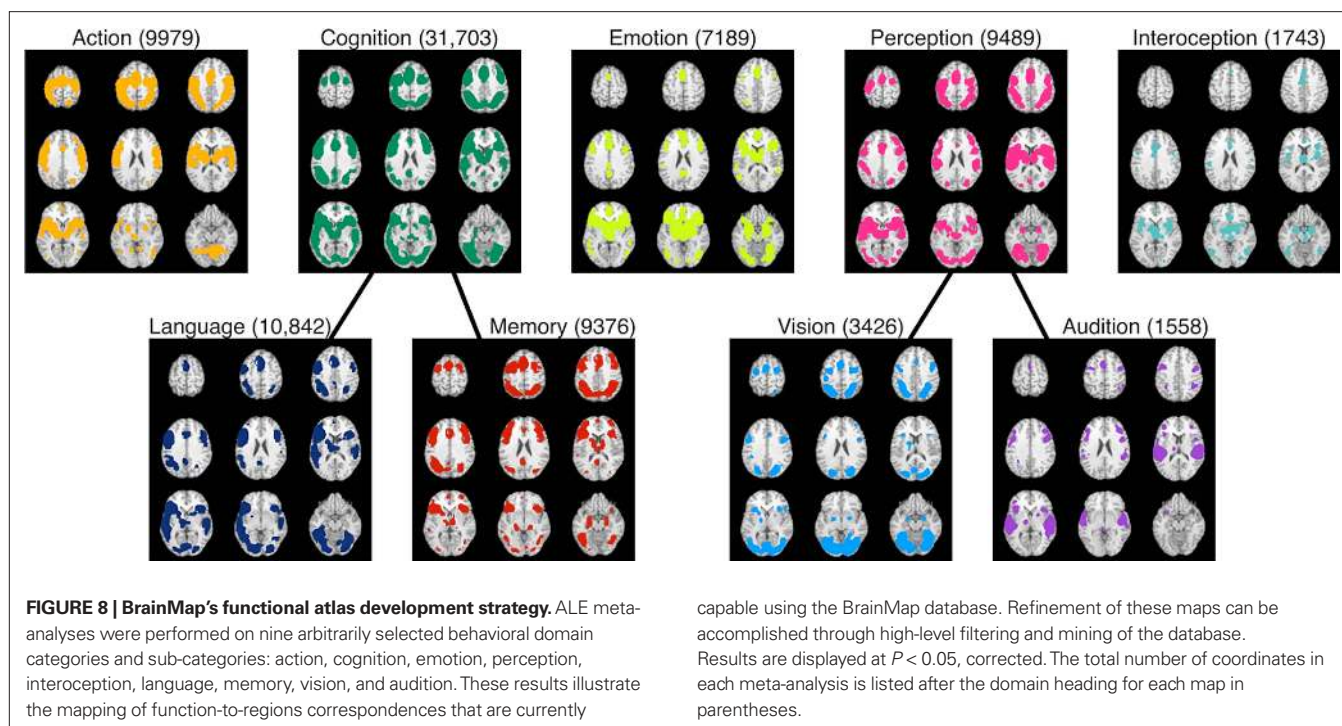 Action (9979)
Cognition (31,703)
Emotion (7189)
Perception (9489)
Interoception (1743)
Language (10,842)
Memory (9376)
Vision (3426)
Audition (1558)
FIGURE 8 | BrainMap's functional atlas development strategy. ALE meta-
analyses were performed on nine arbitrarily selected behavioral domain
categories and sub-categories: action, cognition, emotion, perception,
interoception, language, memory, vision, and audition. These results illustrate
the mapping of function-to-regions correspondences that are currently
capable using the BrainMap database. Refinement of these maps can be
accomplished through high-level filtering and mining of the database.
Results are displayed at P < 0.05, corrected. The total number of coordinates in
each meta-analysis is listed after the domain heading for each map in
parentheses.